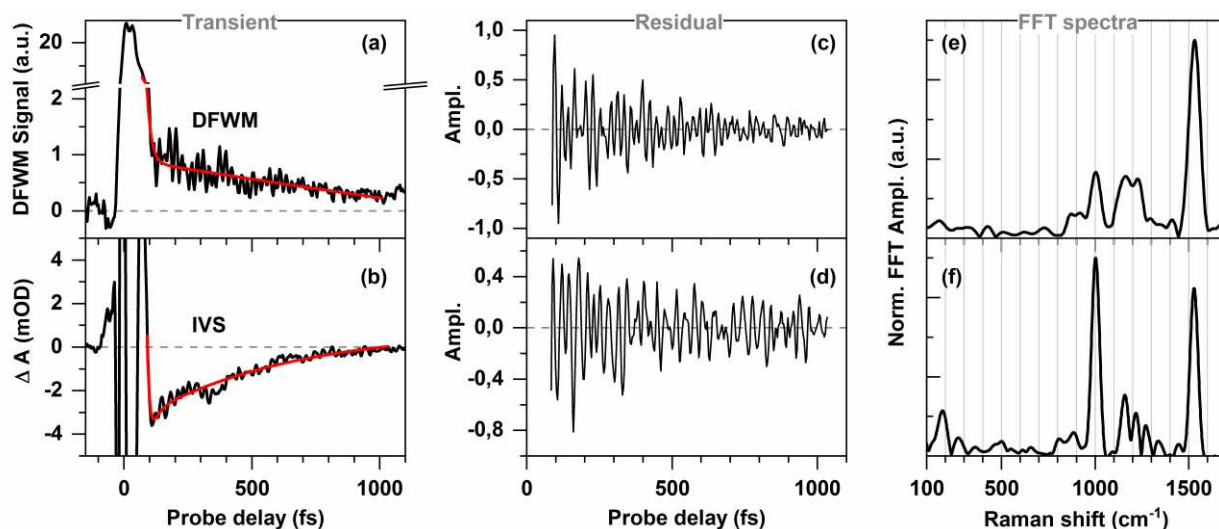 Transient
Residual
FFT spectra
DFWM Signal (a.u.)
20
2
1
0
(a)
DFWM
Δ A (mOD)
4
2
0
-2
-4
(b)
IVS
0
500
1000
Probe delay (fs)
Ampl.
1,0
0,5
0,0
-0,5
-1,0
(c)
Ampl.
0,4
0,0
-0,4
-0,8
(d)
0
500
1000
Probe delay (fs)
Norm. FFT Ampl. (a.u.)
(e)
(f)
100
500
1000
1500
Raman shift (cm⁻¹)